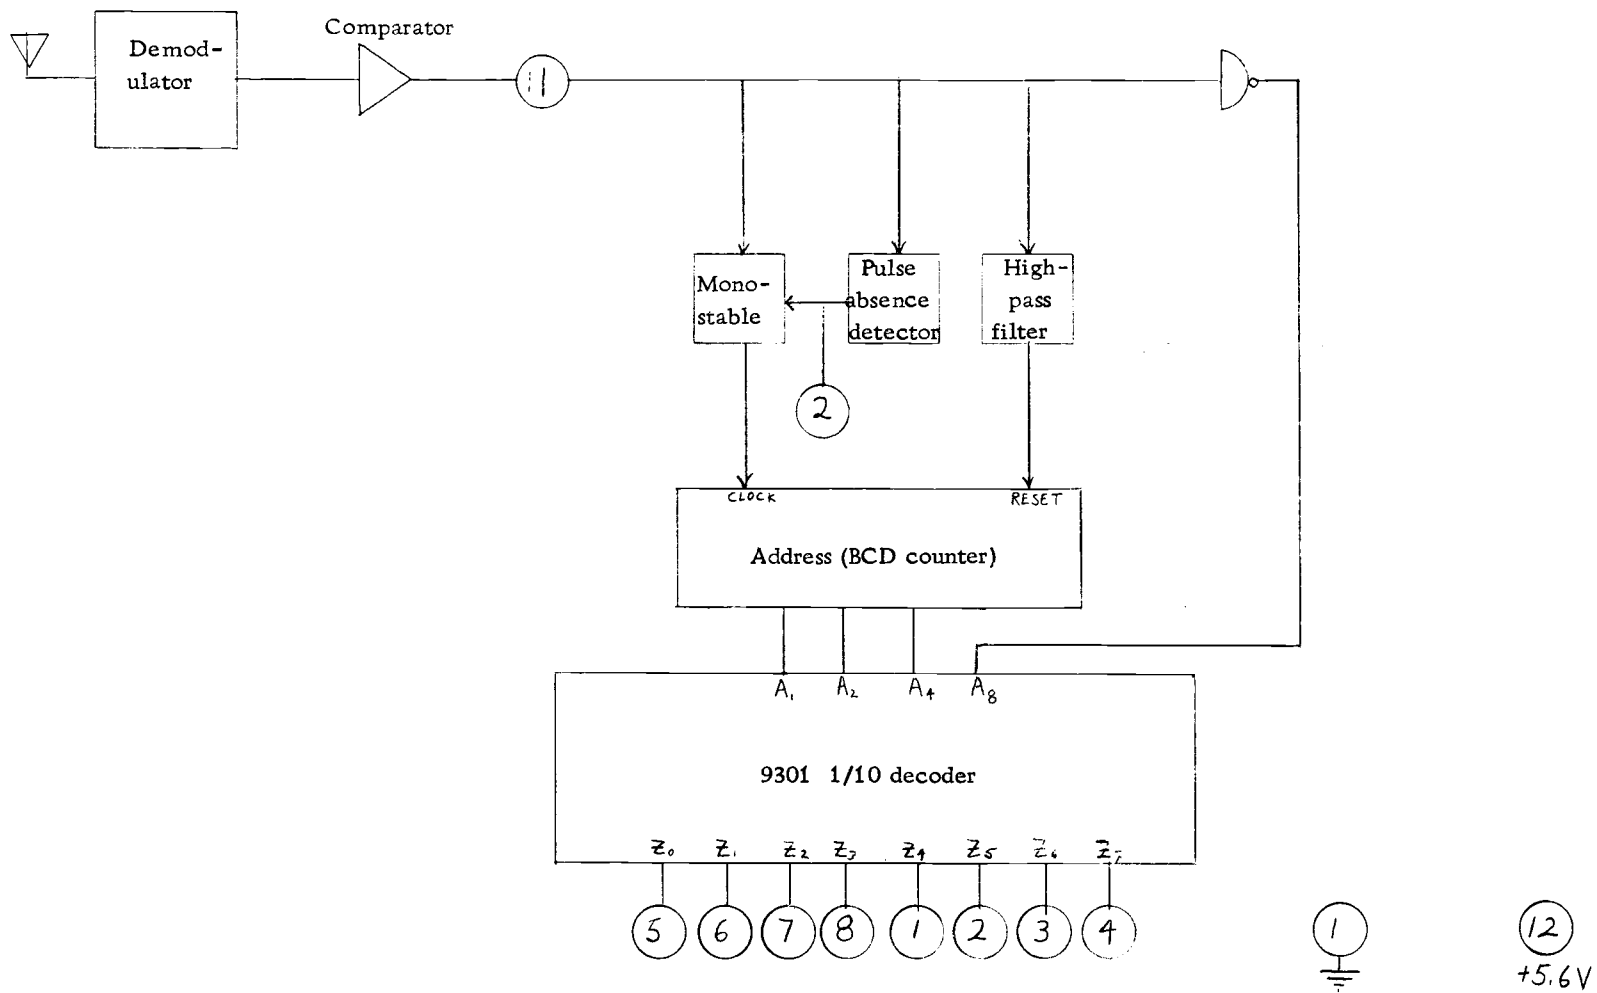 Comparator
Demod-
ulator
11
Mono-
stable
Pulse
absence
detector
High-
pass
filter
2
CLOCK
RESET
Address (BCD counter)
A1 A2 A4 A8
9301 1/10 decoder
Z0 Z1 Z2 Z3 Z4 Z5 Z6 Z7
5 6 7 8 1 2 3 4
1
12
+5.6V